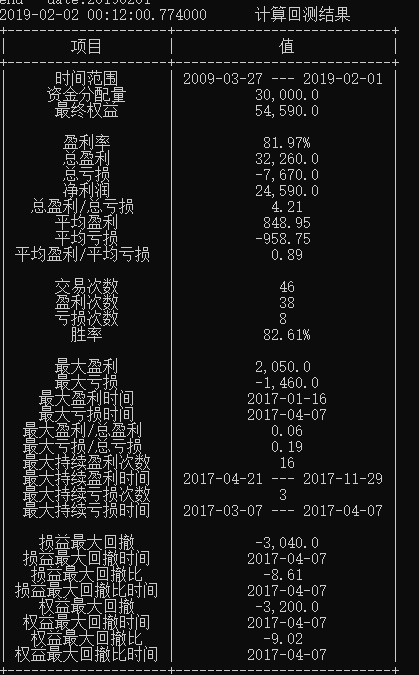 end date:20190201
2019-02-02 00:12:00.774000 计算回测结果
项目 值
时间范围 2009-03-27 --- 2019-02-01
资金分配量 30,000.0
最终权益 54,590.0
盈利率 81.97%
总盈利 32,260.0
总亏损 -7,670.0
净利润 24,590.0
总盈利/总亏损 4.21
平均盈利 848.95
平均亏损 -958.75
平均盈利/平均亏损 0.89
交易次数 46
盈利次数 38
亏损次数 8
胜率 82.61%
最大盈利 2,050.0
最大亏损 -1,460.0
最大盈利时间 2017-01-16
最大亏损时间 2017-04-07
最大盈利/总盈利 0.06
最大亏损/总亏损 0.19
最大持续盈利次数 16
最大持续盈利时间 2017-04-21 --- 2017-11-29
最大持续亏损次数 3
最大持续亏损时间 2017-03-07 --- 2017-04-07
损益最大回撤 -3,040.0
损益最大回撤时间 2017-04-07
损益最大回撤比 -8.61
损益最大回撤比时间 2017-04-07
权益最大回撤 -3,200.0
权益最大回撤时间 2017-04-07
权益最大回撤比 -9.02
权益最大回撤比时间 2017-04-07